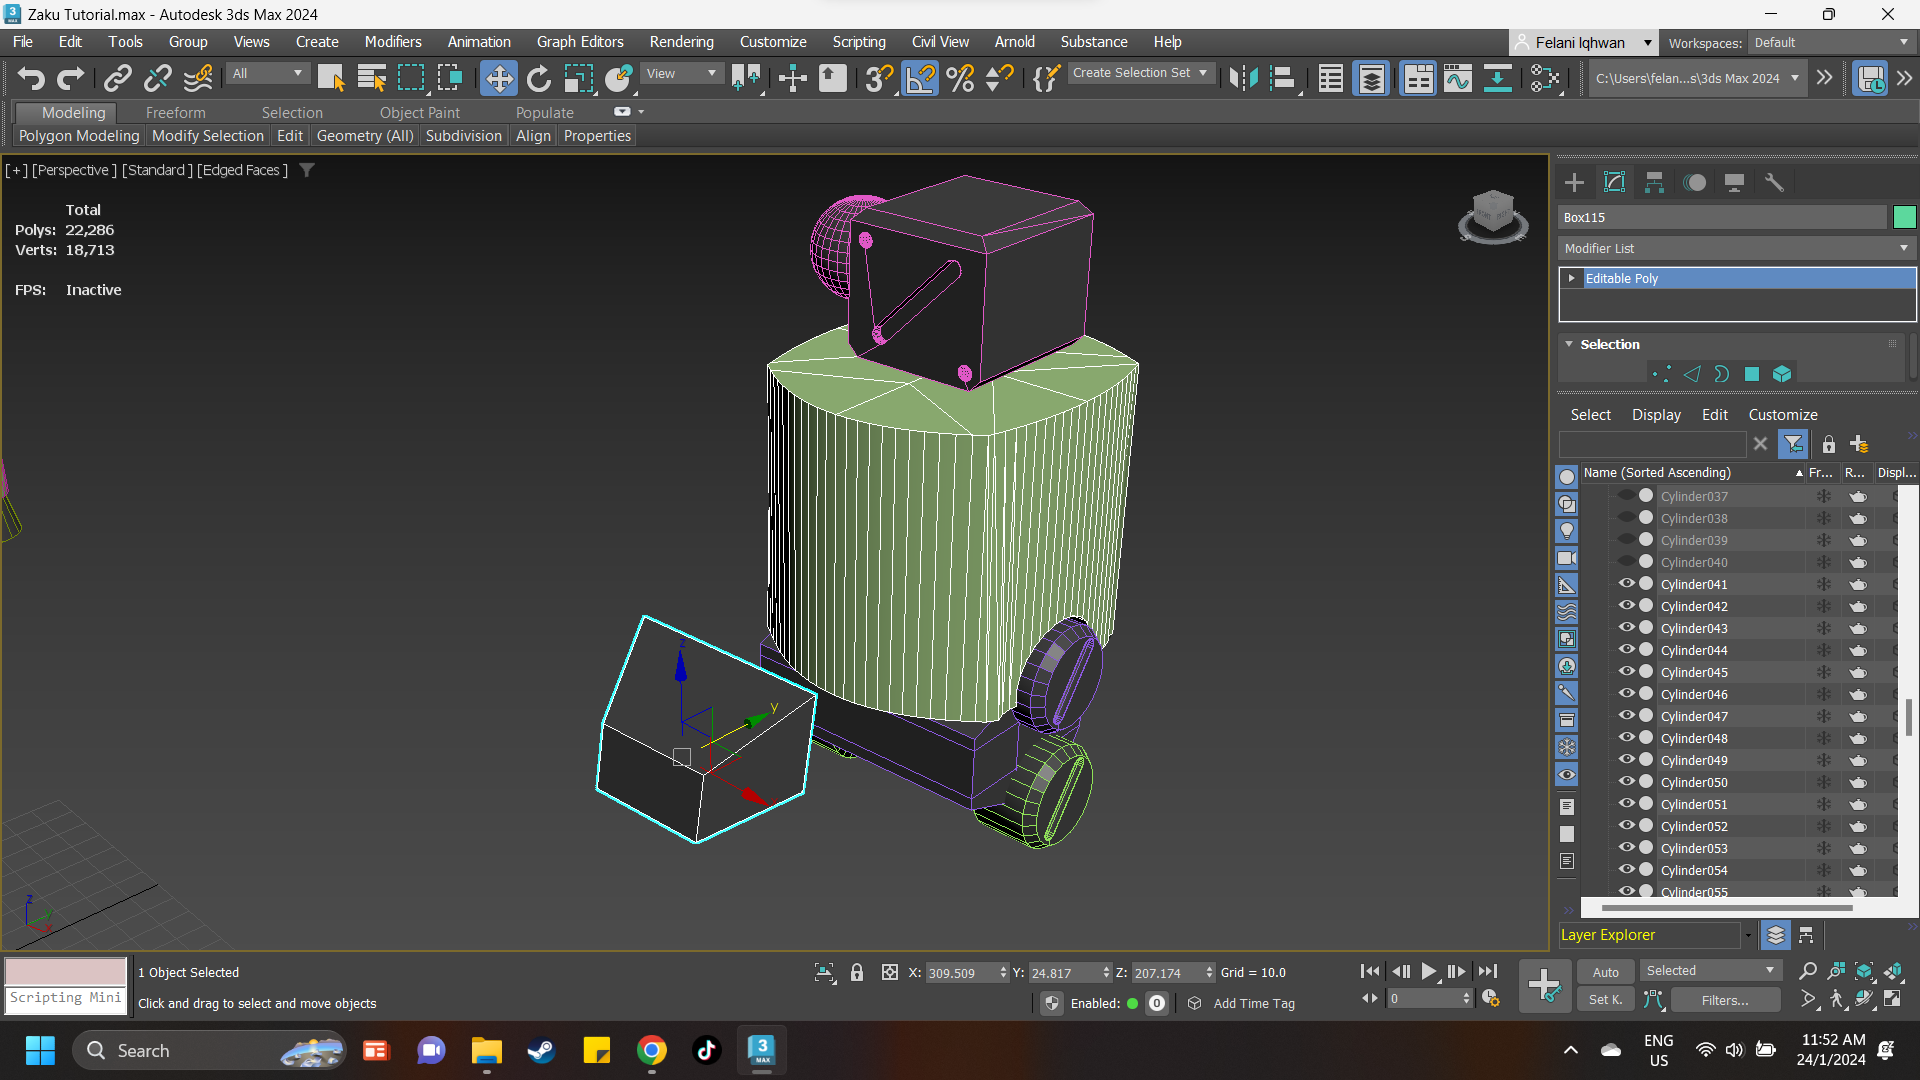 Zaku Tutorial.max - Autodesk 3ds Max 2024
File Edit Tools Group Views Create Modifiers Animation Graph Editors Rendering Customize Scripting Civil View Arnold Substance Help
Felani Iqhwan
Workspaces: Default
All
View
Create Selection Set
C:\Users\felan...s\3ds Max 2024
Modeling Freeform Selection Object Paint Populate
Polygon Modeling Modify Selection Edit Geometry (All) Subdivision Align Properties
[+] [Perspective ] [Standard ] [Edged Faces ]
Total
Polys: 22,286
Verts: 18,713
FPS: Inactive
Box115
Modifier List
Editable Poly
Selection
Select Display Edit Customize
Name (Sorted Ascending) Fr... R... Displ...
Cylinder037
Cylinder038
Cylinder039
Cylinder040
Cylinder041
Cylinder042
Cylinder043
Cylinder044
Cylinder045
Cylinder046
Cylinder047
Cylinder048
Cylinder049
Cylinder050
Cylinder051
Cylinder052
Cylinder053
Cylinder054
Cylinder055
Layer Explorer
z
y
z
y
x
Scripting Mini
1 Object Selected
Click and drag to select and move objects
X: 309.509 Y: 24.817 Z: 207.174 Grid = 10.0
Enabled: 0 Add Time Tag
0
Auto Selected
Set K. Filters...
Search
3
MAX
ENG
US
11:52 AM
24/1/2024